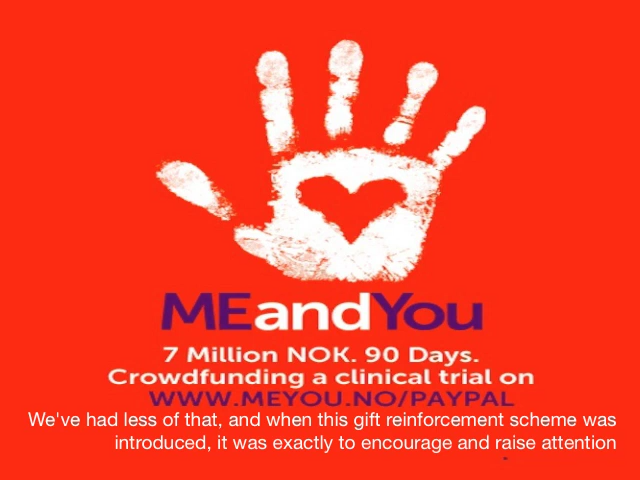 MEandYou
7 Million NOK. 90 Days.
Crowdfunding a clinical trial on
WWW.MEYOU.NO/PAYPAL
We've had less of that, and when this gift reinforcement scheme was
introduced, it was exactly to encourage and raise attention